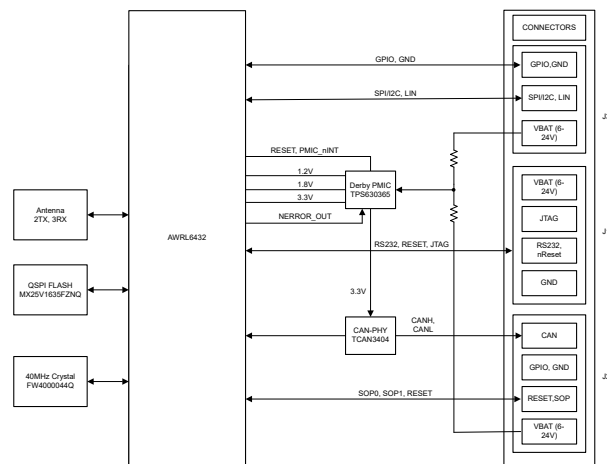 CONNECTORS
GPIO, GND
GPIO,GND
SPI/I2C, LIN
SPI/I2C, LIN
VBAT (6-
24V)
RESET, PMIC_nINT
1.2V
1.8V
3.3V
NERROR_OUT
Derby PMIC
TPS630365
VBAT (6-
24V)
Antenna
2TX, 3RX
JTAG
AWRL6432
RS232, RESET, JTAG
RS232,
nReset
QSPI FLASH
MX25V1635FZNQ
GND
3.3V
CAN-PHY
TCAN3404
CANH,
CANL
CAN
GPIO, GND
40MHz Crystal
FW4000044Q
SOP0, SOP1, RESET
RESET,SOP
VBAT (6-
24V)